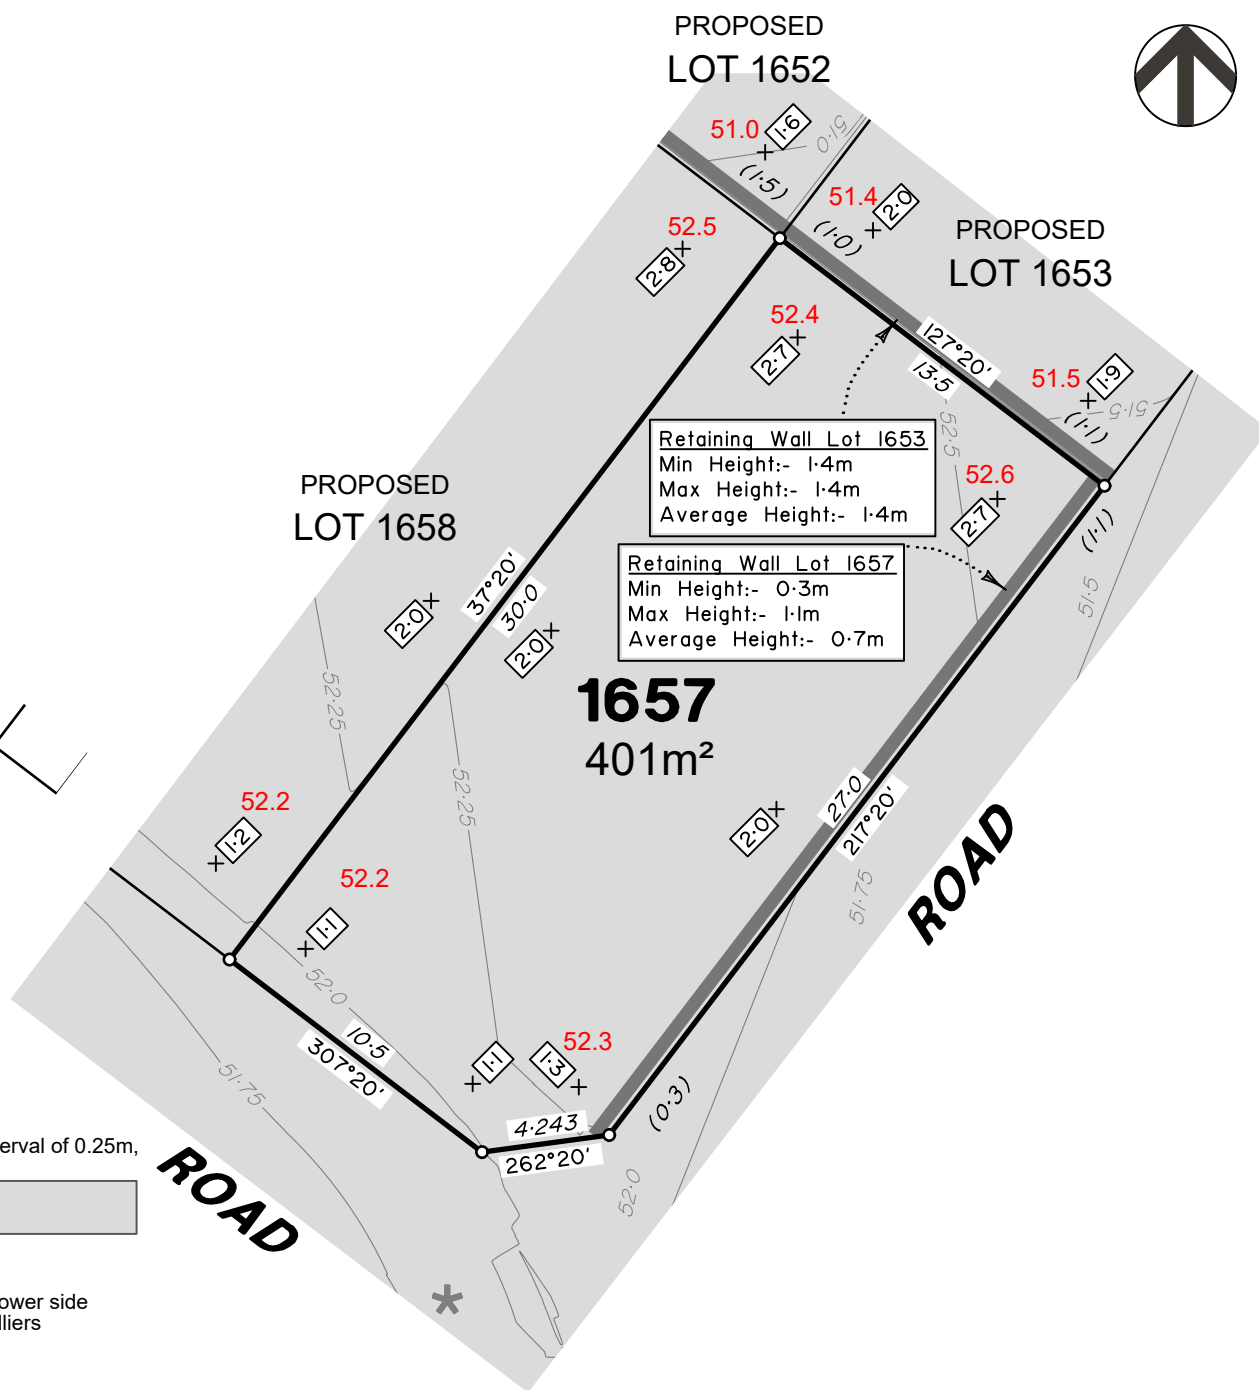 PROPOSED
LOT 1652
51.0
1·6
51·0
(1·5)
51.4
2·0
(1·0)
PROPOSED
LOT 1653
52.5
2·8
52.4
2·7
127°20'
13·5
51.5
1·9
51·5
(1·1)
52·5
Retaining Wall Lot 1653
Min Height:- 1·4m
Max Height:- 1·4m
Average Height:- 1·4m
52.6
2·7
(1·1)
PROPOSED
LOT 1658
37°20'
30·0
Retaining Wall Lot 1657
Min Height:- 0·3m
Max Height:- 1·1m
Average Height:- 0·7m
51·5
2·0
2·0
1657
401m²
52·25
52·25
52.2
1·2
27·0
217°20'
2·0
ROAD
51·75
52.2
1·1
52·0
10·5
307°20'
51·75
1·1
1·3
52.3
4·243
262°20'
(0·3)
52·0
erval of 0.25m,
ROAD
ower side
lliers